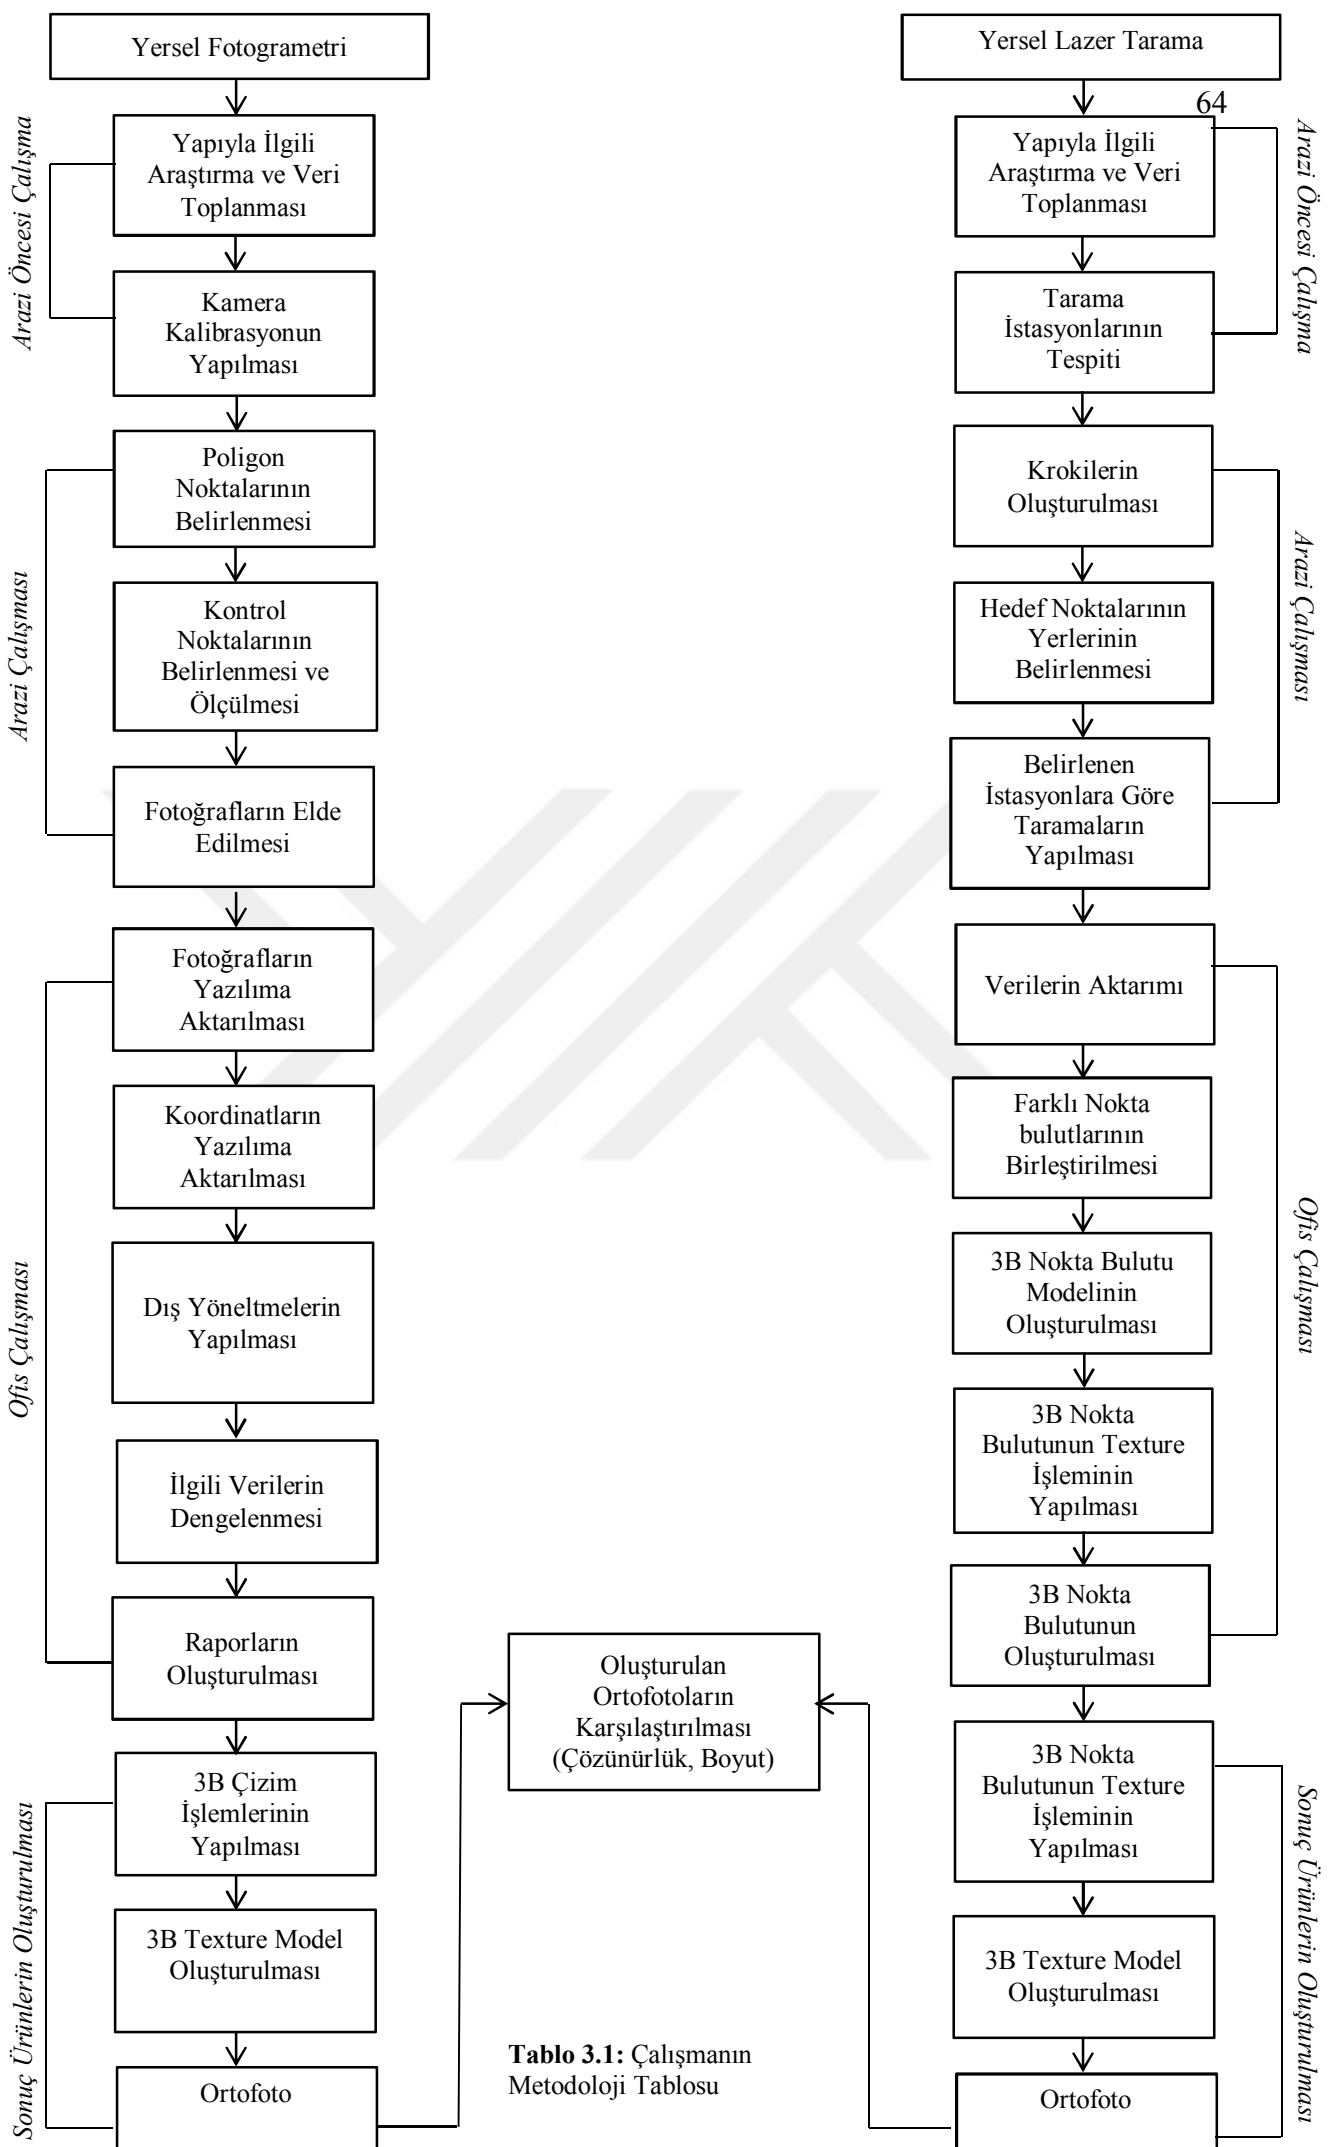 Yersel Fotogrametri
Arazi Öncesi Çalışma
Yapıyla İlgili
Araştırma ve Veri
Toplanması
Kamera
Kalibrasyonun
Yapılması
Arazi Çalışması
Poligon
Noktalarının
Belirlenmesi
Kontrol
Noktalarının
Belirlenmesi ve
Ölçülmesi
Fotoğrafların Elde
Edilmesi
Ofis Çalışması
Fotoğrafların
Yazılıma
Aktarılması
Koordinatların
Yazılıma
Aktarılması
Dış Yöneltmelerin
Yapılması
İlgili Verilerin
Dengelenmesi
Raporların
Oluşturulması
Sonuç Ürünlerin Oluşturulması
3B Çizim
İşlemlerinin
Yapılması
3B Texture Model
Oluşturulması
Ortofoto
Oluşturulan
Ortofotoların
Karşılaştırılması
(Çözünürlük, Boyut)
Tablo 3.1: Çalışmanın
Metodoloji Tablosu
Yersel Lazer Tarama
64
Yapıyla İlgili
Araştırma ve Veri
Toplanması
Tarama
İstasyonlarının
Tespiti
Arazi Öncesi Çalışma
Krokilerin
Oluşturulması
Hedef Noktalarının
Yerlerinin
Belirlenmesi
Belirlenen
İstasyonlara Göre
Taramaların
Yapılması
Arazi Çalışması
Verilerin Aktarımı
Farklı Nokta
bulutlarının
Birleştirilmesi
3B Nokta Bulutu
Modelinin
Oluşturulması
3B Nokta
Bulutunun Texture
İşleminin
Yapılması
3B Nokta
Bulutunun
Oluşturulması
Ofis Çalışması
3B Nokta
Bulutunun Texture
İşleminin
Yapılması
3B Texture Model
Oluşturulması
Ortofoto
Sonuç Ürünlerin Oluşturulması